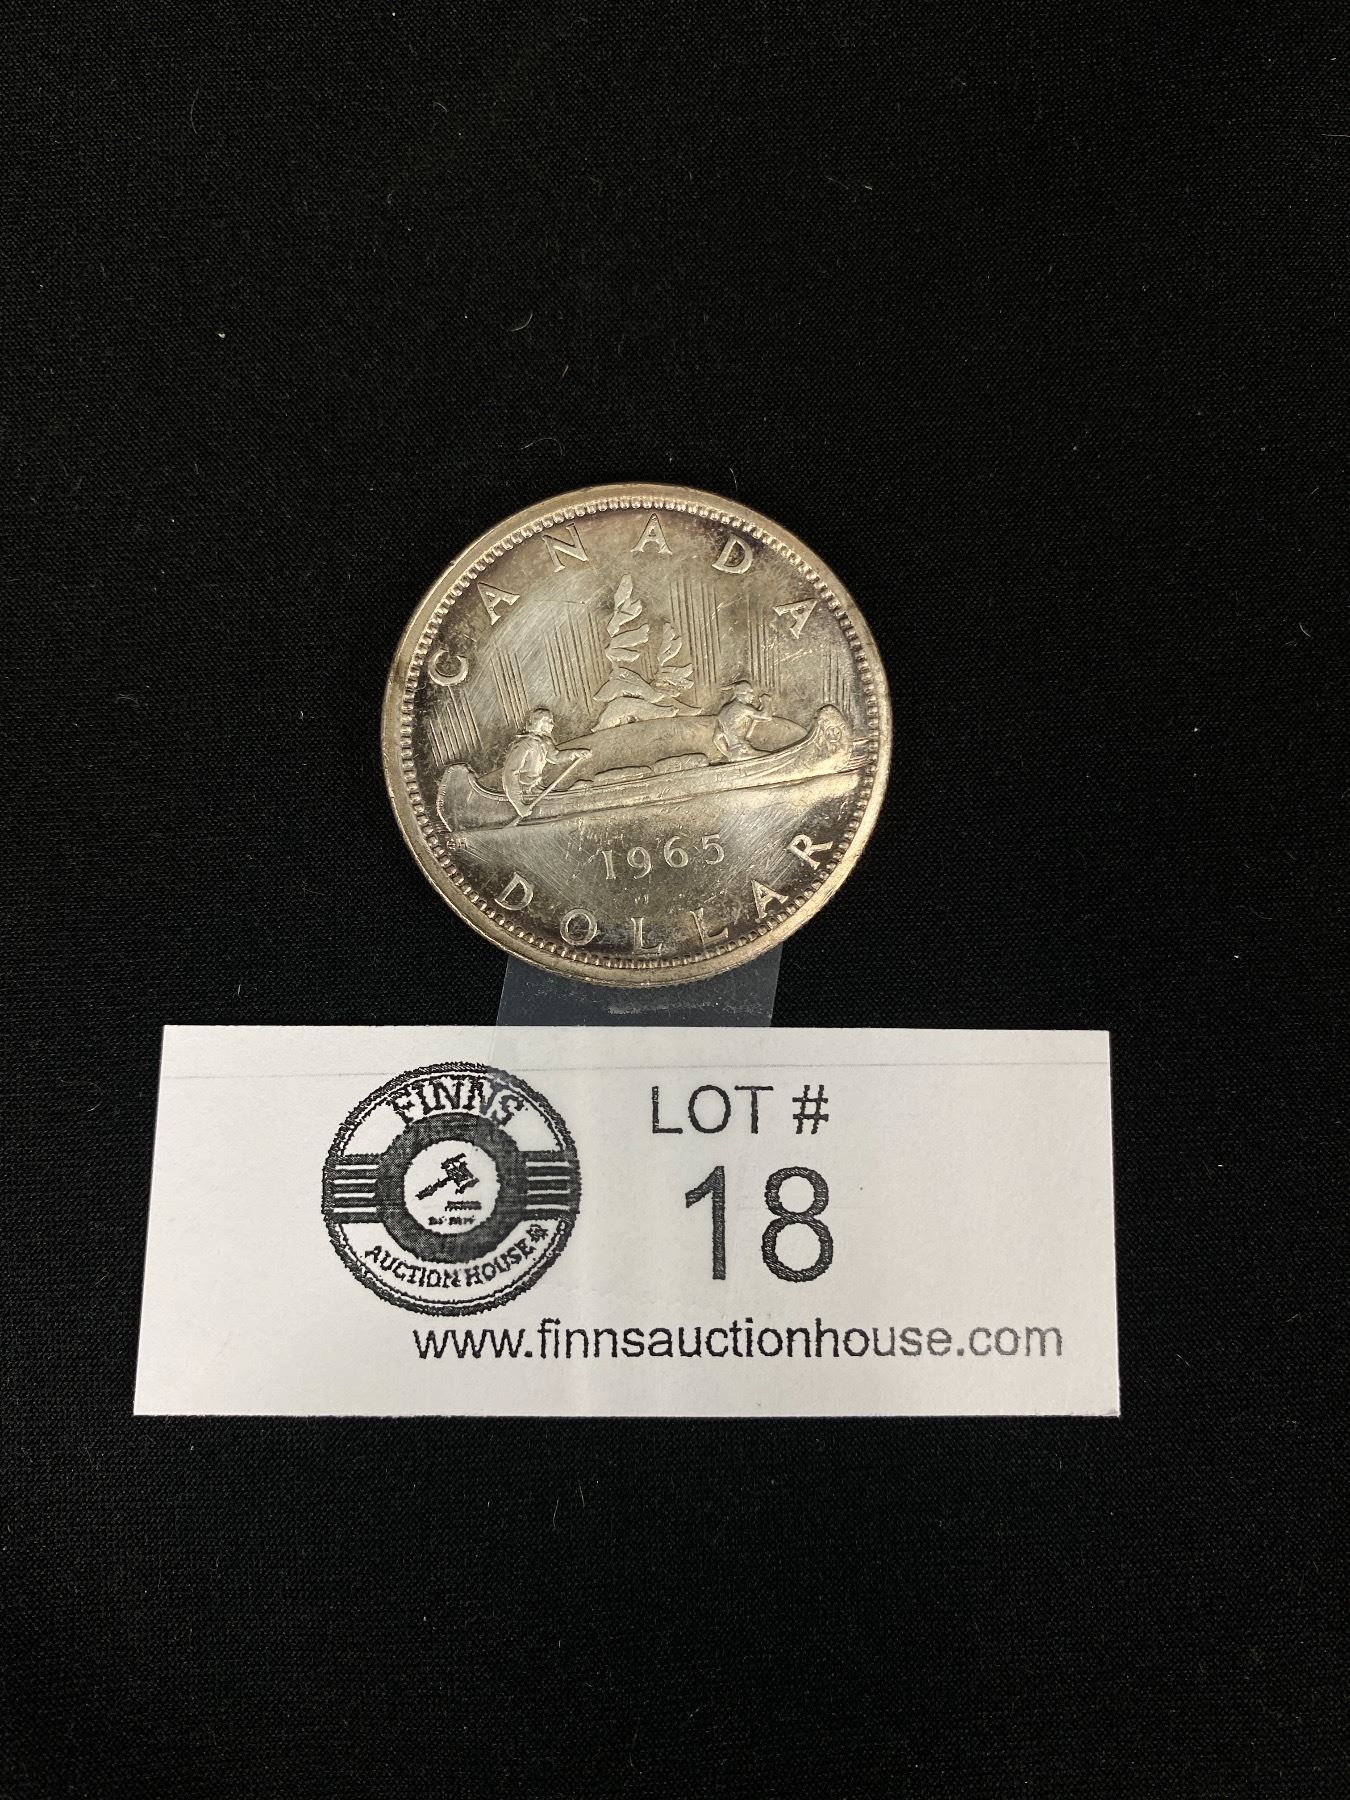 CANADA
1965
DOLLAR
FINNS
AUCTION HOUSE
LOT #
18
www.finnsauctionhouse.com